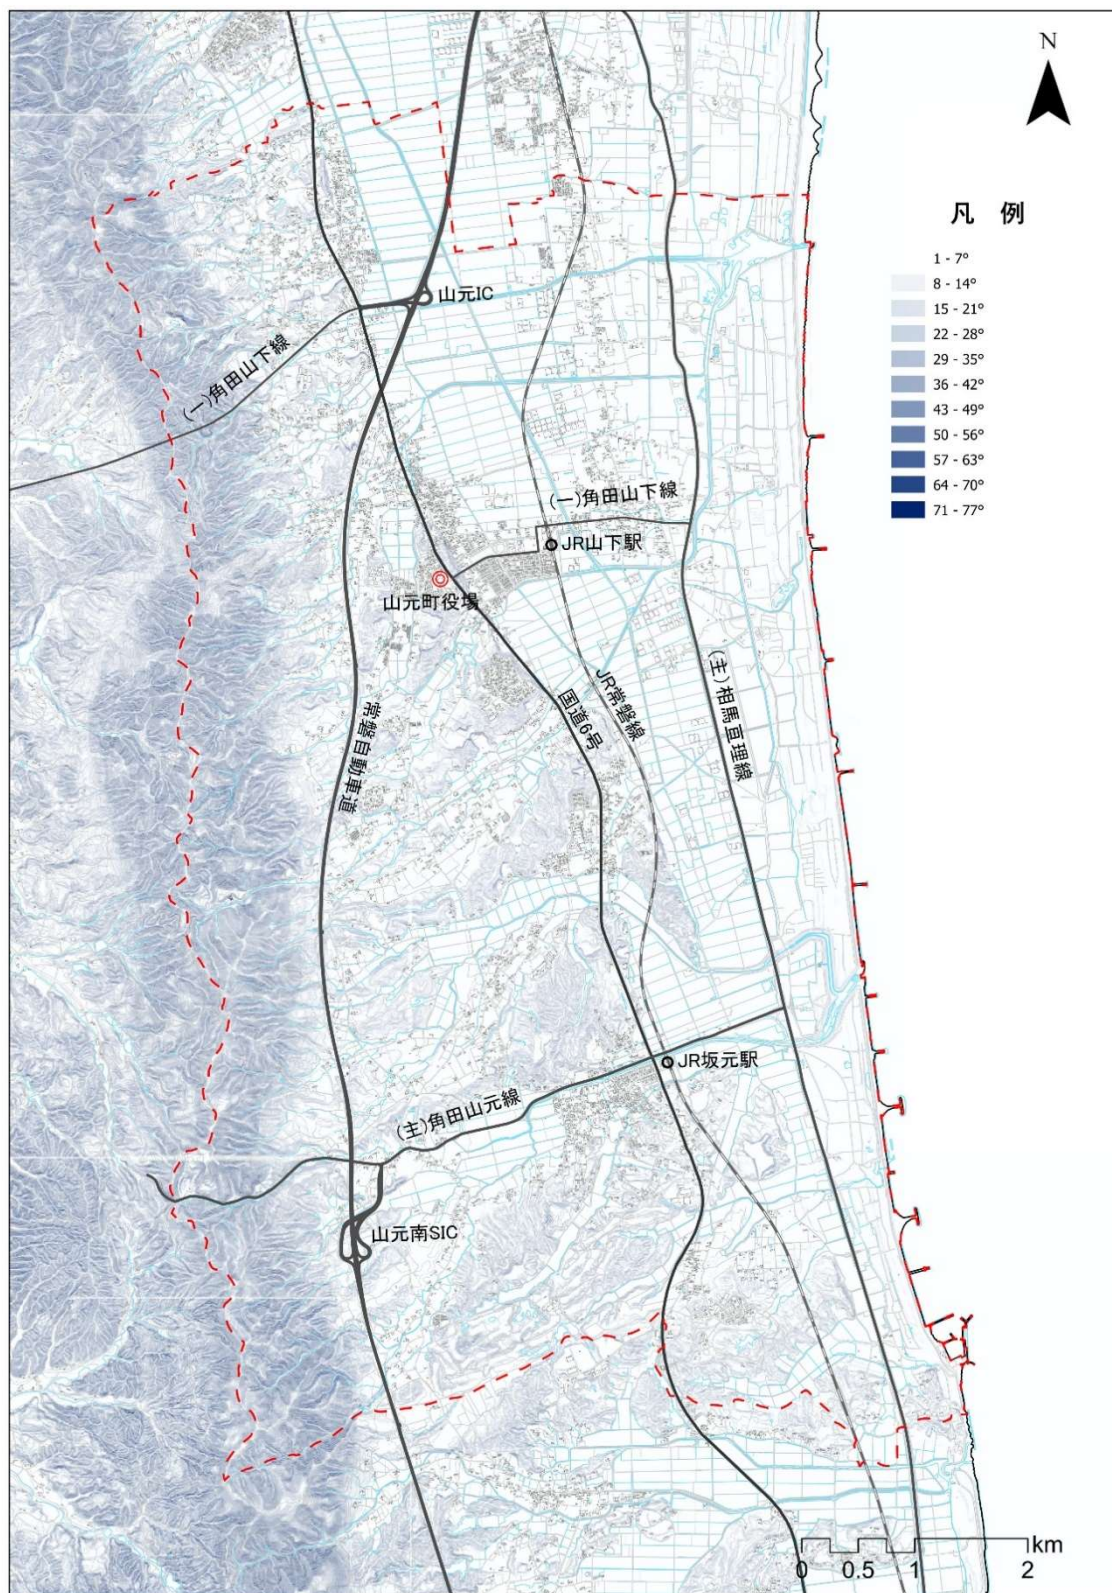 N
凡 例
1 - 7°
8 - 14°
15 - 21°
22 - 28°
29 - 35°
36 - 42°
43 - 49°
50 - 56°
57 - 63°
64 - 70°
71 - 77°
山元IC
(一)角田山下線
(一)角田山下線
JR山下駅
山元町役場
(主)相馬亘理線
JR常磐線
国道6号
常磐自動車道
JR坂元駅
(主)角田山元線
山元南SIC
km
0 0.5 1 2